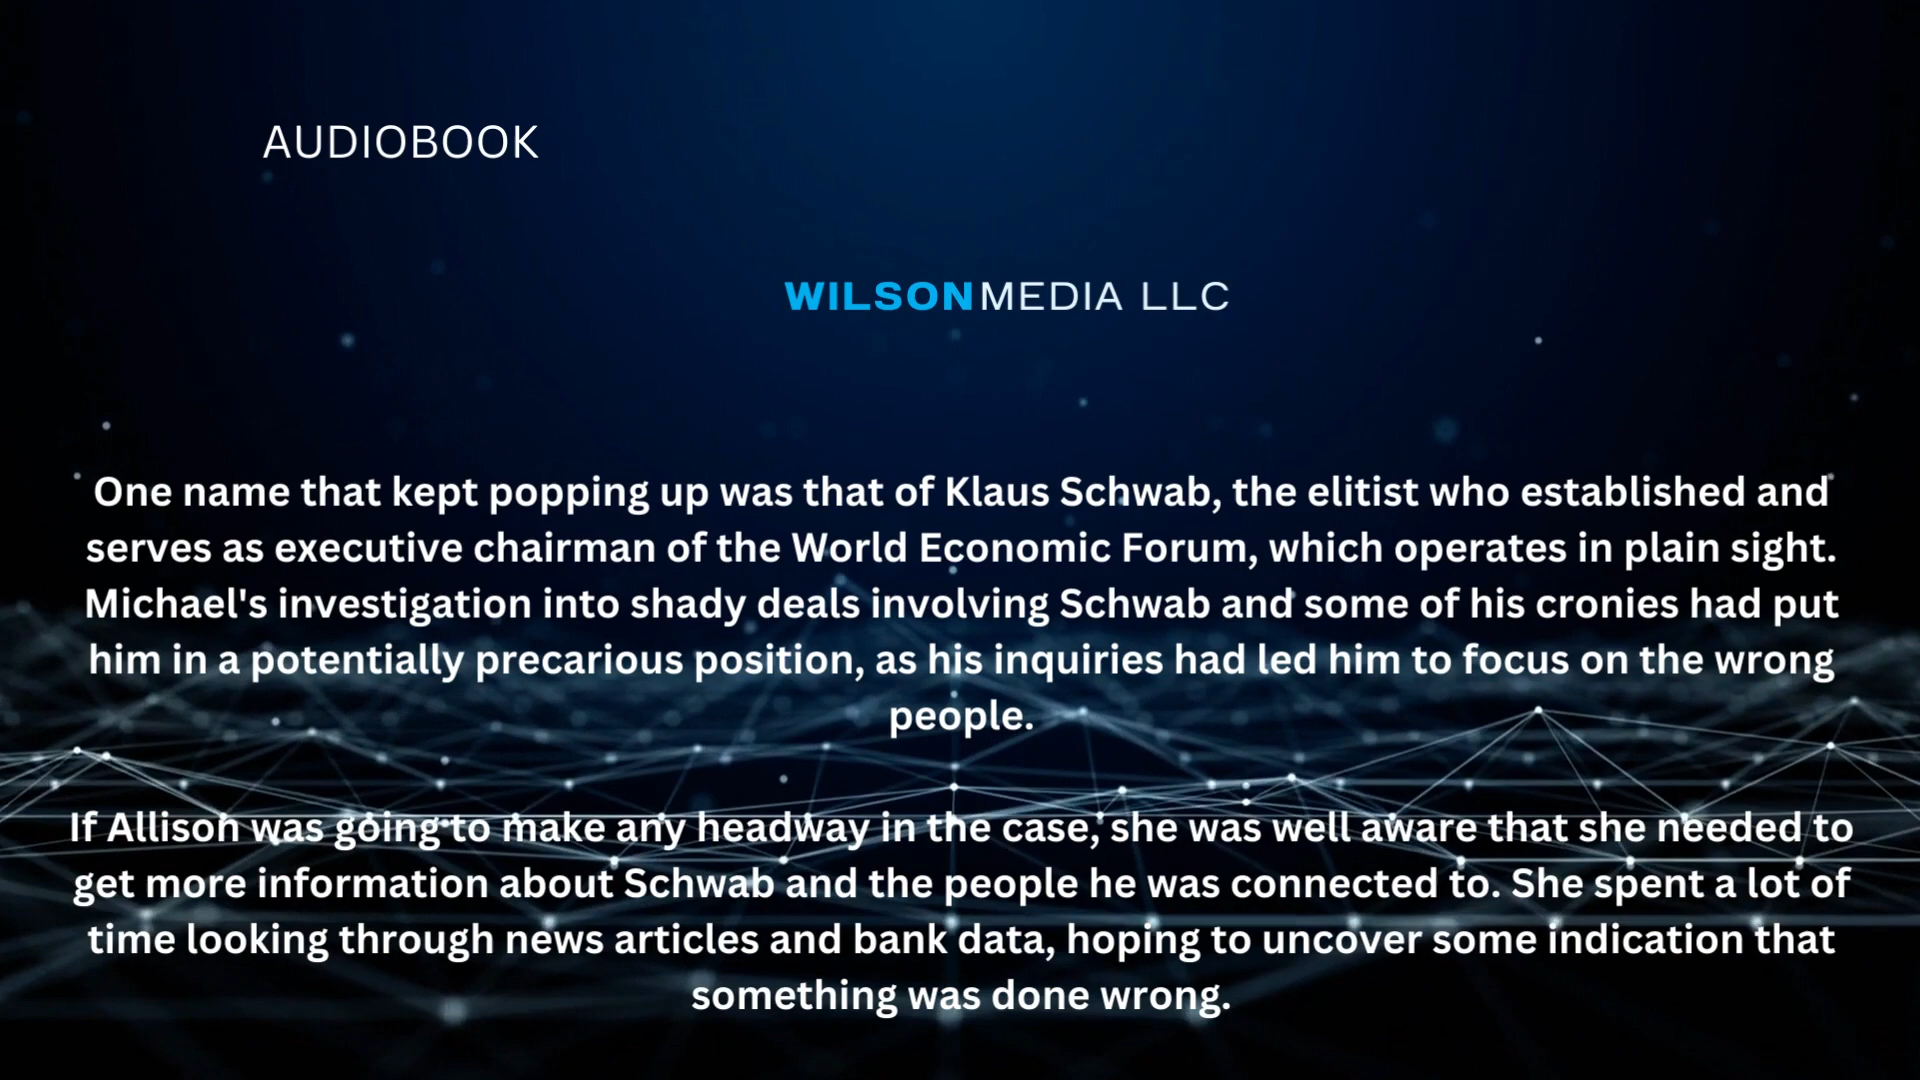 AUDIOBOOK
WILSONMEDIA LLC
One name that kept popping up was that of Klaus Schwab, the elitist who established and
serves as executive chairman of the World Economic Forum, which operates in plain sight.
Michael's investigation into shady deals involving Schwab and some of his cronies had put
him in a potentially precarious position, as his inquiries had led him to focus on the wrong
people.
If Allison was going to make any headway in the case, she was well aware that she needed to
get more information about Schwab and the people he was connected to. She spent a lot of
time looking through news articles and bank data, hoping to uncover some indication that
something was done wrong.